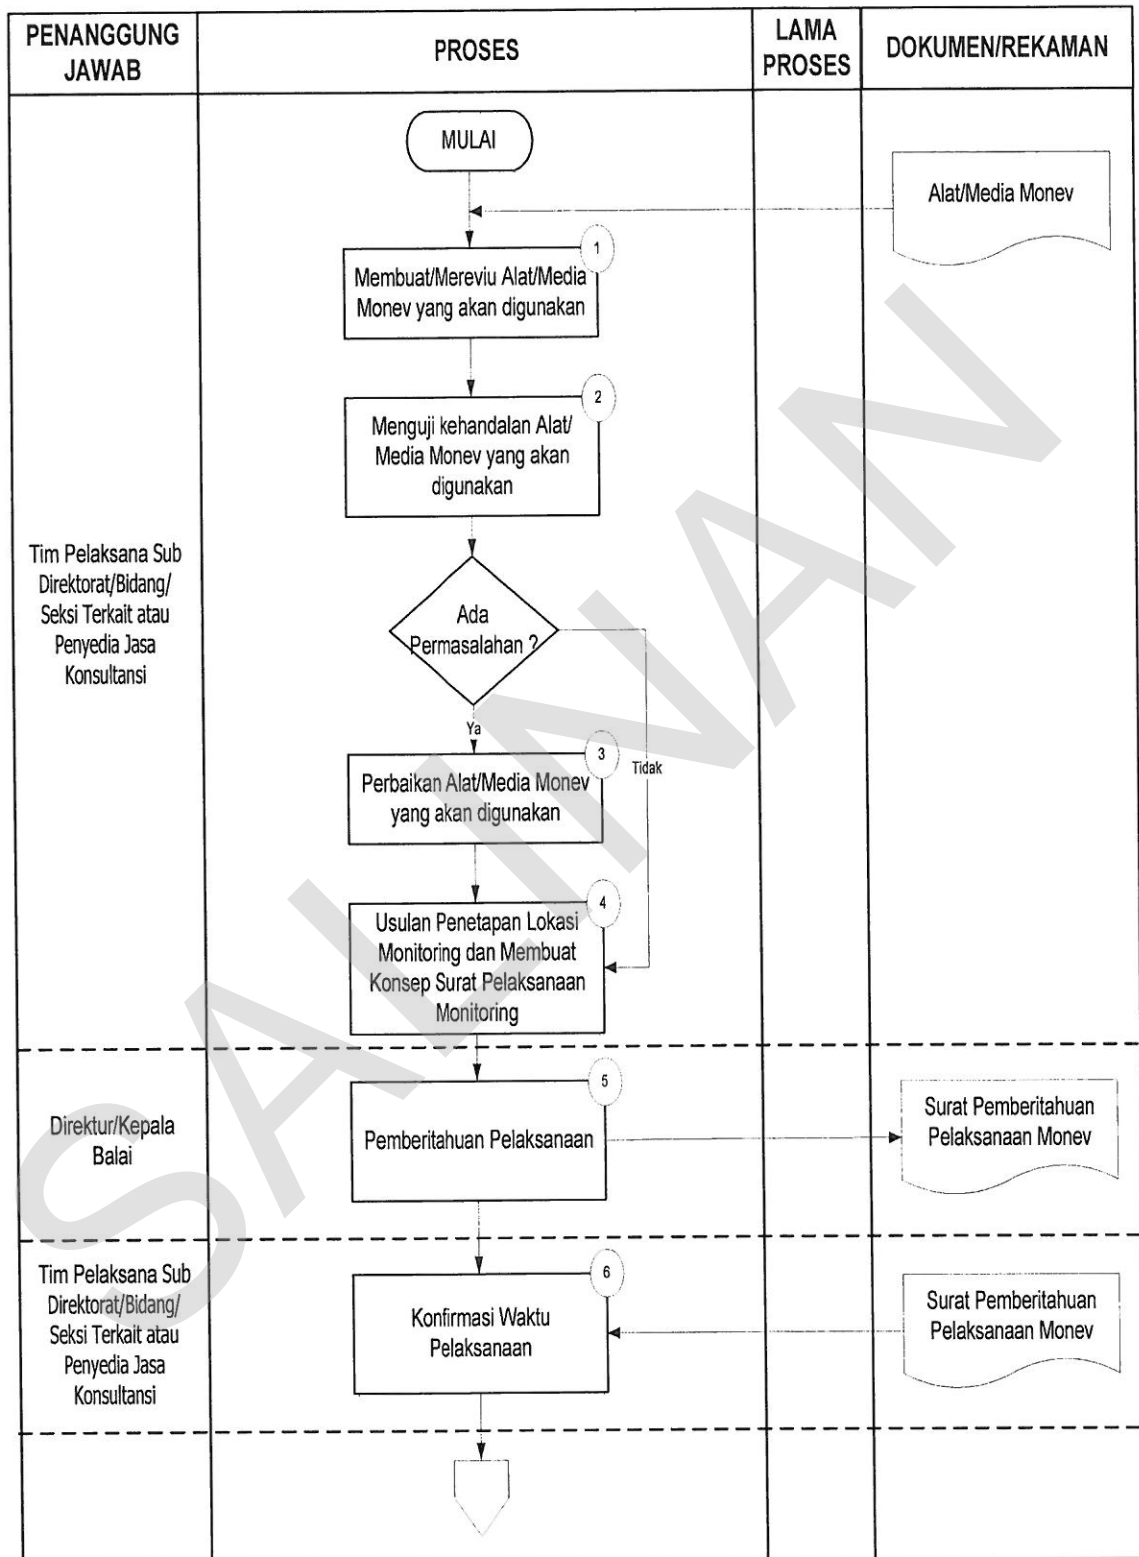 PENANGGUNG
JAWAB
PROSES
LAMA
PROSES
DOKUMEN/REKAMAN
MULAI
Alat/Media Monev
1
Membuat/Mereviu Alat/Media
Monev yang akan digunakan
2
Menguji kehandalan Alat/
Media Monev yang akan
digunakan
Tim Pelaksana Sub
Direktorat/Bidang/
Seksi Terkait atau
Penyedia Jasa
Konsultansi
Ada
Permasalahan ?
Ya
Tidak
3
Perbaikan Alat/Media Monev
yang akan digunakan
4
Usulan Penetapan Lokasi
Monitoring dan Membuat
Konsep Surat Pelaksanaan
Monitoring
Direktur/Kepala
Balai
5
Pemberitahuan Pelaksanaan
Surat Pemberitahuan
Pelaksanaan Monev
Tim Pelaksana Sub
Direktorat/Bidang/
Seksi Terkait atau
Penyedia Jasa
Konsultansi
6
Konfirmasi Waktu
Pelaksanaan
Surat Pemberitahuan
Pelaksanaan Monev
SALINAN